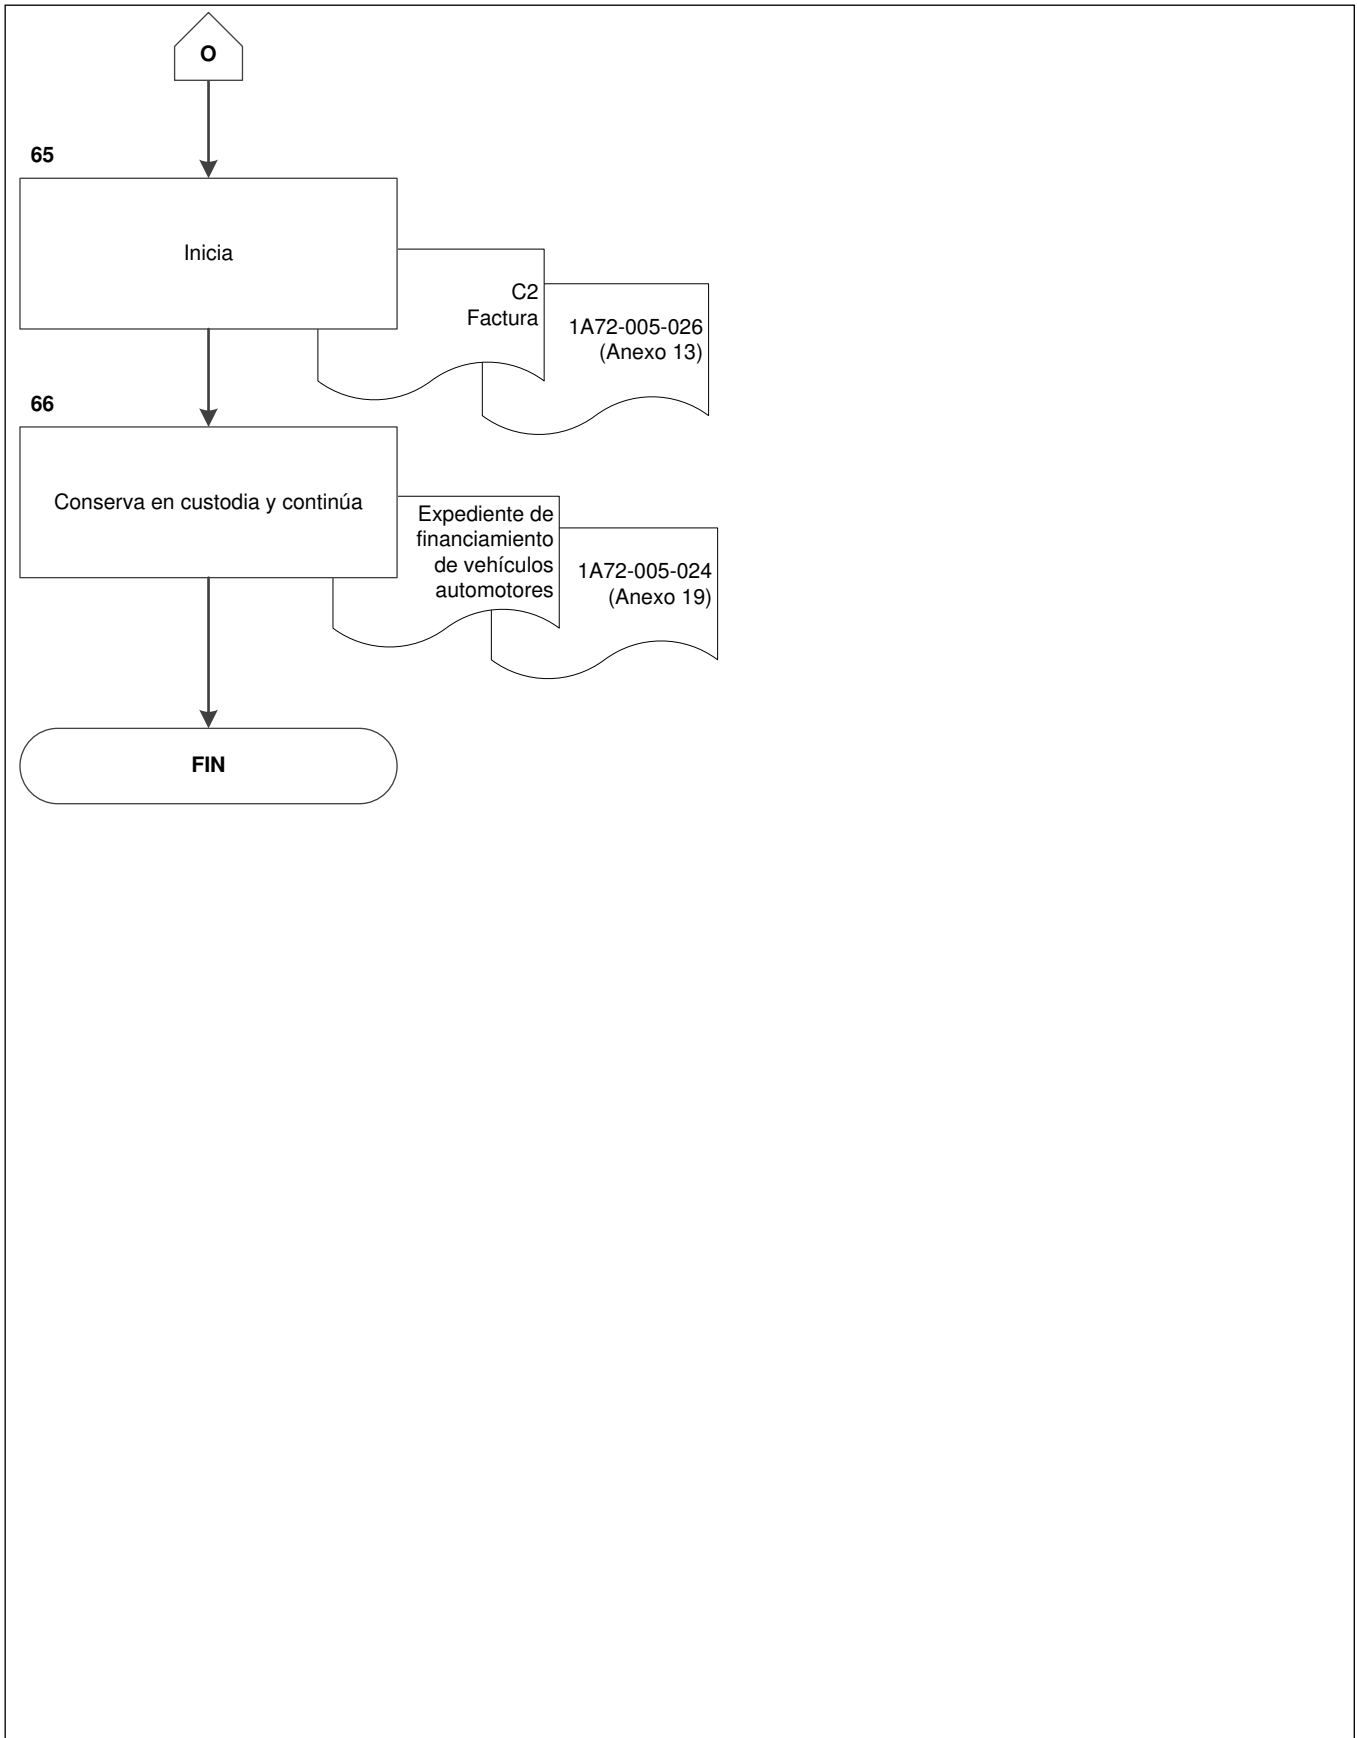 O
65
Inicia
C2
Factura
1A72-005-026
(Anexo 13)
66
Conserva en custodia y continúa
Expediente de
financiamiento
de vehículos
automotores
1A72-005-024
(Anexo 19)
FIN